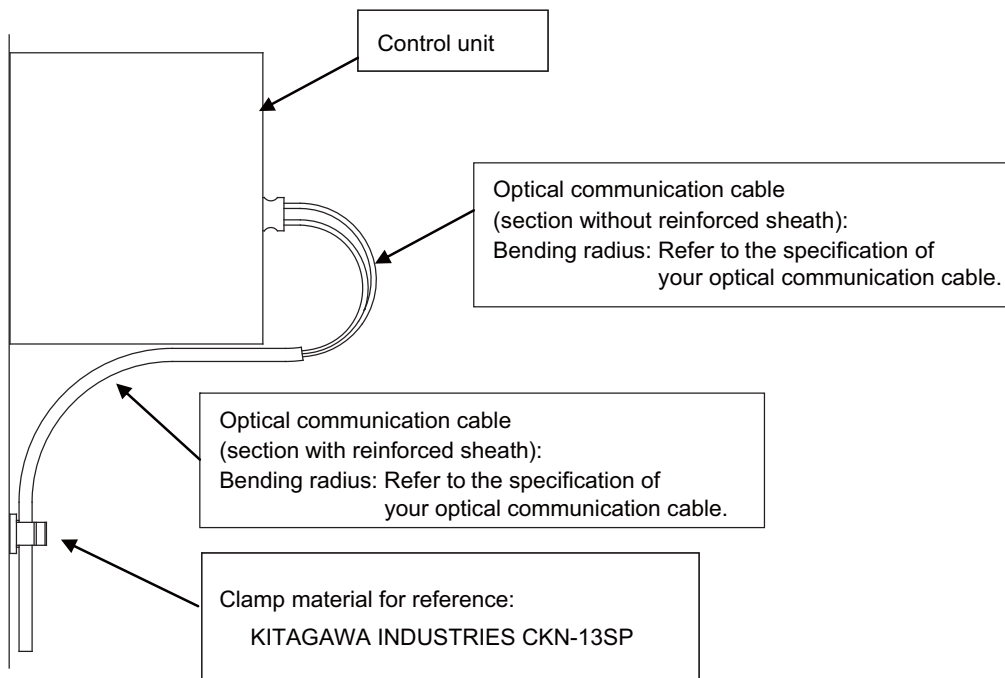 Control unit
Optical communication cable
(section without reinforced sheath):
Bending radius: Refer to the specification of
your optical communication cable.
Optical communication cable
(section with reinforced sheath):
Bending radius: Refer to the specification of
your optical communication cable.
Clamp material for reference:
KITAGAWA INDUSTRIES CKN-13SP